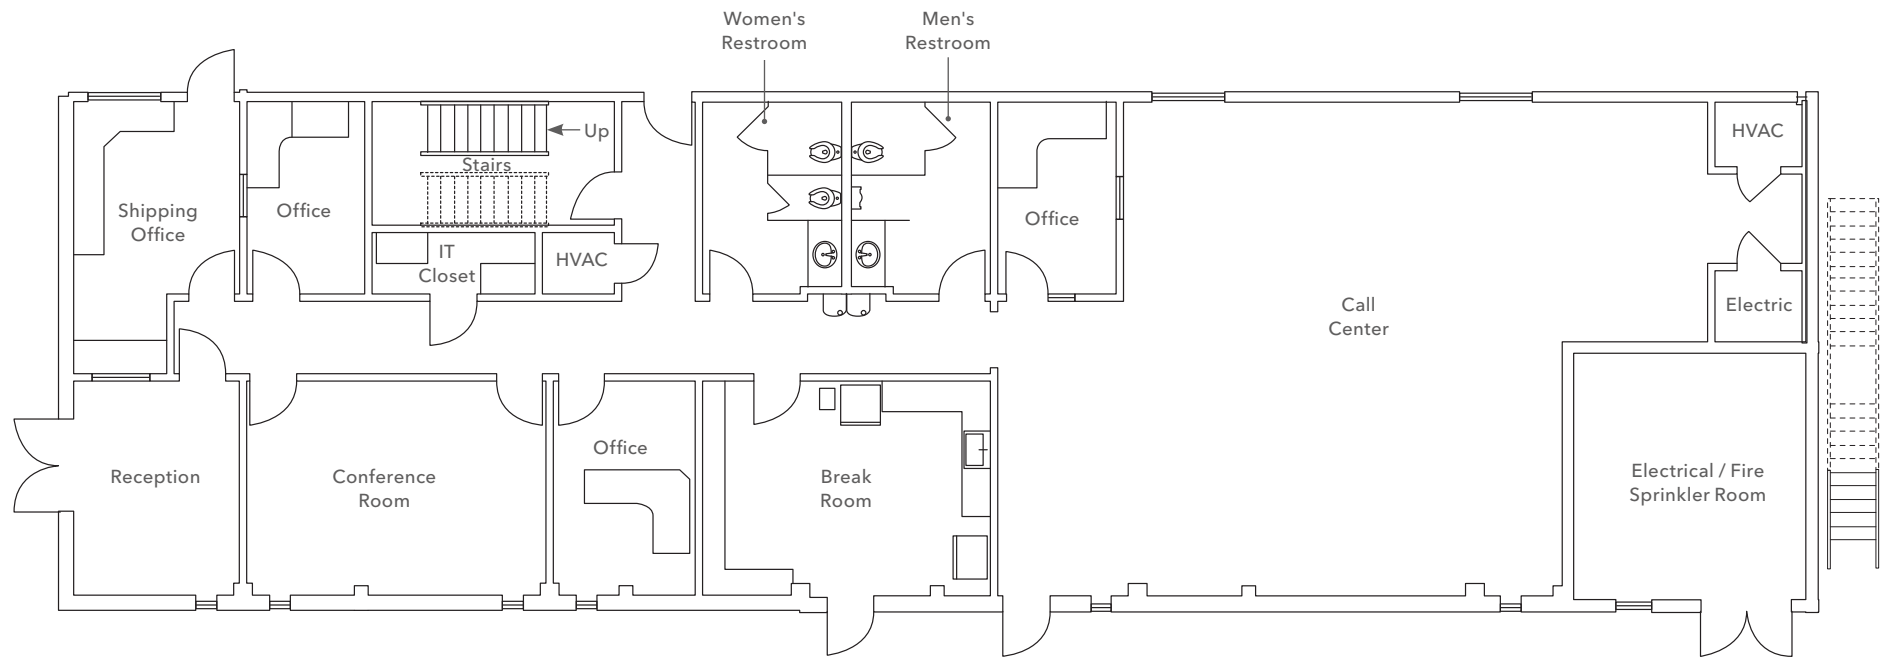 Women's
Restroom
Men's
Restroom
Up
HVAC
Stairs
Shipping
Office
Office
Office
IT
Closet
HVAC
Call
Center
Electric
Reception
Conference
Room
Office
Break
Room
Electrical / Fire
Sprinkler Room